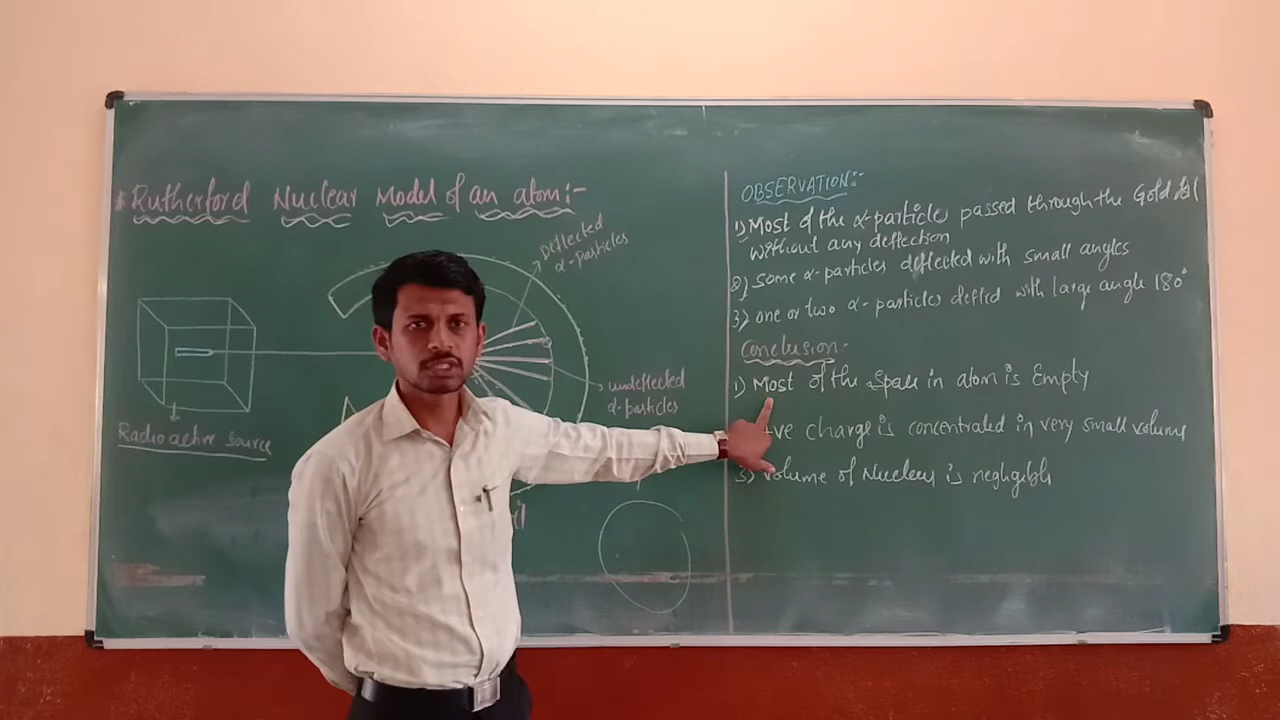 * Rutherford Nuclear Model of an atom:-
Deflected
α-particles
undeflected
α-particles
Radioactive source
OBSERVATION:-
1) Most of the α-particles passed through the Gold foil
without any deflection
2) Some α-particles deflected with small angles
3) one or two α-particles defled with large angle 180°
Conclusion:-
1) Most of the Space in atom is Empty
+ve charge is concentrated in very small volume
3) Volume of Nucleus is negligible